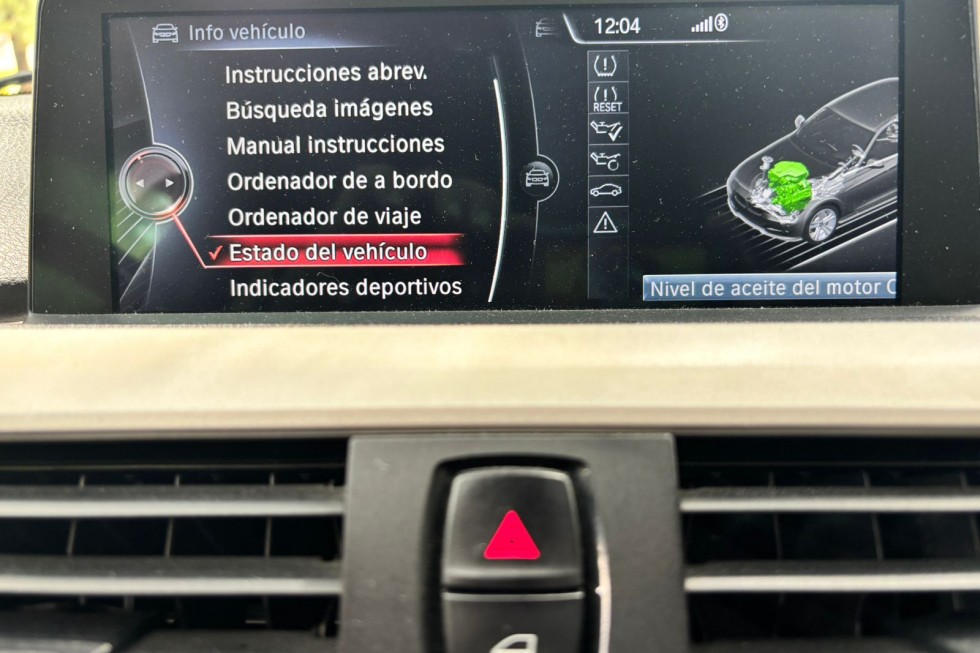 Info vehículo
12:04
Instrucciones abrev.
Búsqueda imágenes
Manual instrucciones
Ordenador de a bordo
Ordenador de viaje
Estado del vehículo
Indicadores deportivos
RESET
Nivel de aceite del motor